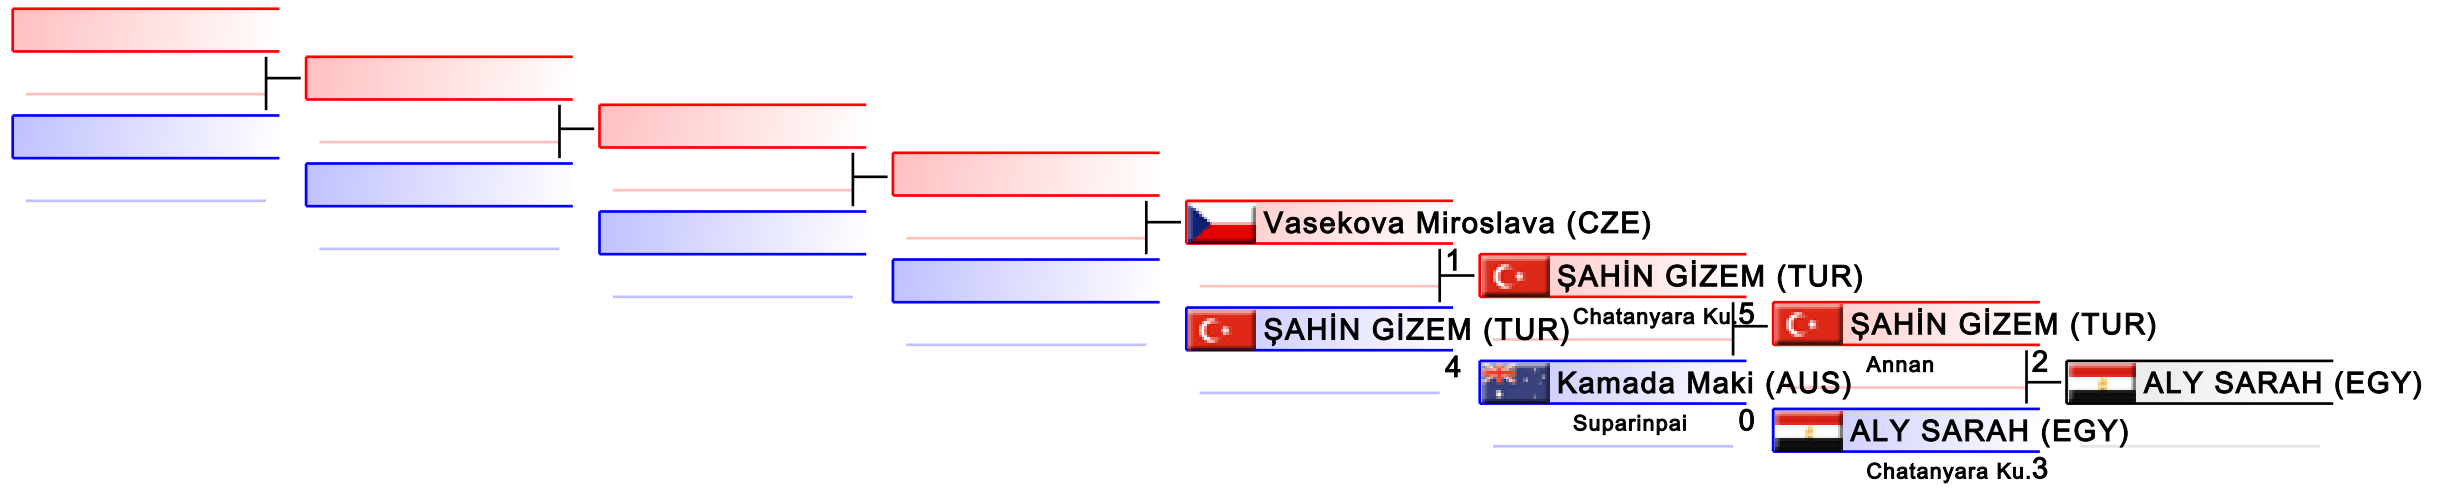 Vasekova Miroslava (CZE)
1
ŞAHİN GİZEM (TUR)
4
ŞAHİN GİZEM (TUR)
Chatanyara Ku.5
Kamada Maki (AUS)
Suparinpai 0
ŞAHİN GİZEM (TUR)
Annan 2
ALY SARAH (EGY)
Chatanyara Ku.3
ALY SARAH (EGY)